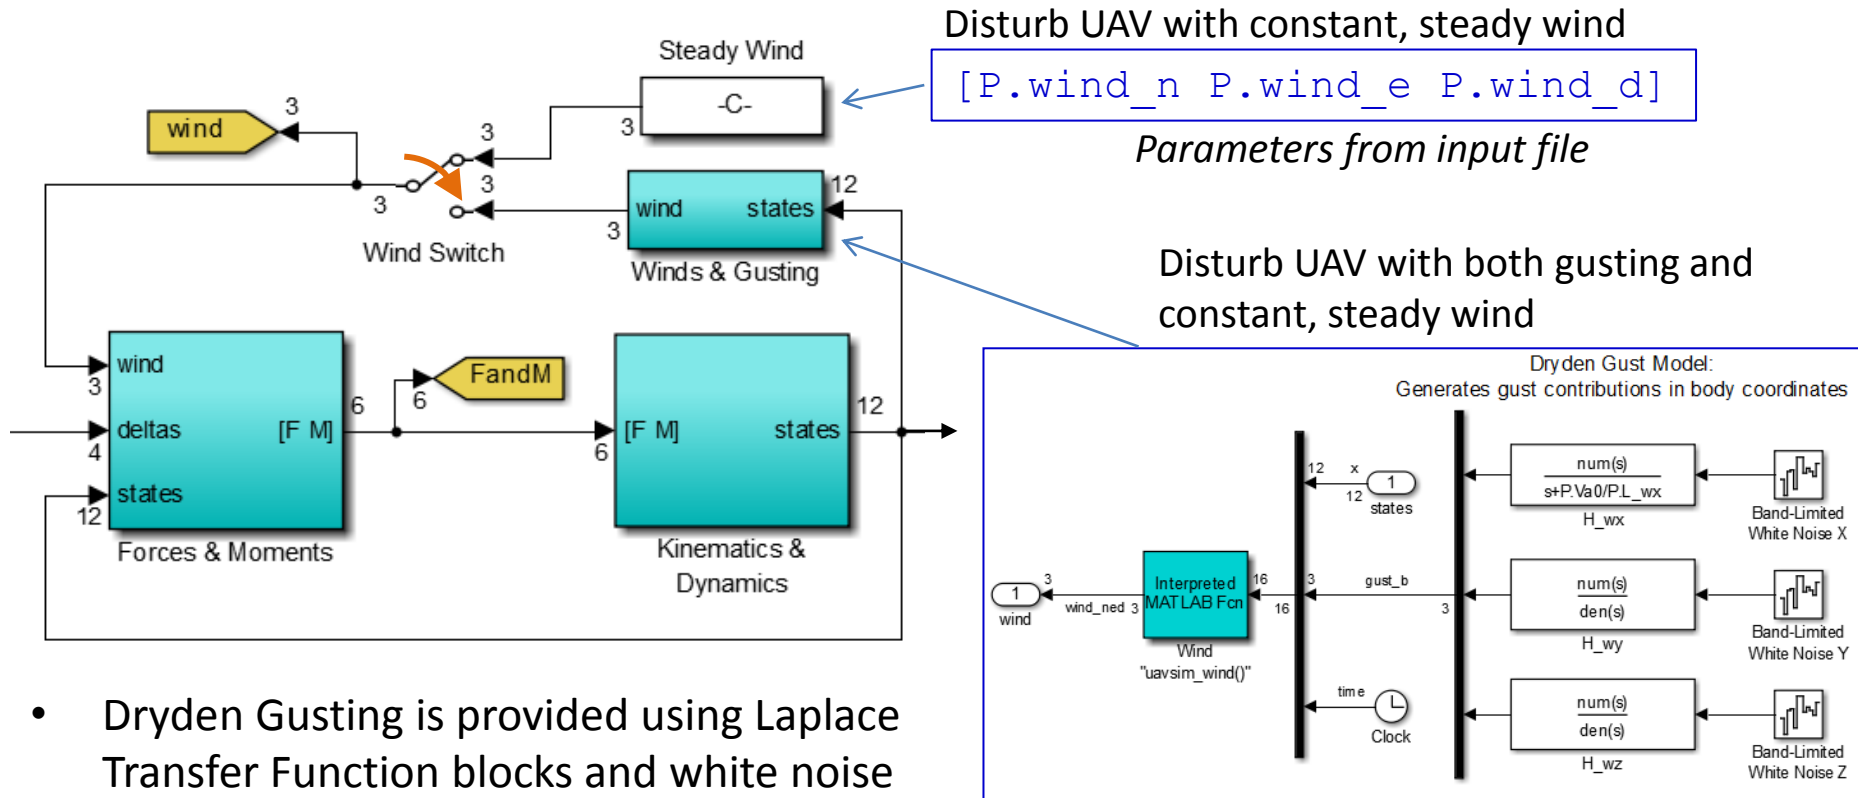 Disturb UAV with constant, steady wind
[P.wind_n P.wind_e P.wind_d]
Parameters from input file
Steady Wind
-C-
3
3
3
wind
3
3
3
Wind Switch
wind
states
12
3
Winds & Gusting
Disturb UAV with both gusting and
constant, steady wind
wind
3
deltas
4
states
12
[F M]
6
Forces & Moments
FandM
6
[F M]
6
states
12
Kinematics &
Dynamics
Dryden Gust Model:
Generates gust contributions in body coordinates
12
x
12
1
states
num(s)
s+P.Va0/P.L_wx
H_wx
Band-Limited
White Noise X
1
wind
3
wind_ned
3
Interpreted
MATLAB Fcn
Wind
"uavsim_wind()"
16
16
3
gust_b
3
num(s)
den(s)
H_wy
Band-Limited
White Noise Y
time
Clock
num(s)
den(s)
H_wz
Band-Limited
White Noise Z
• Dryden Gusting is provided using Laplace
Transfer Function blocks and white noise